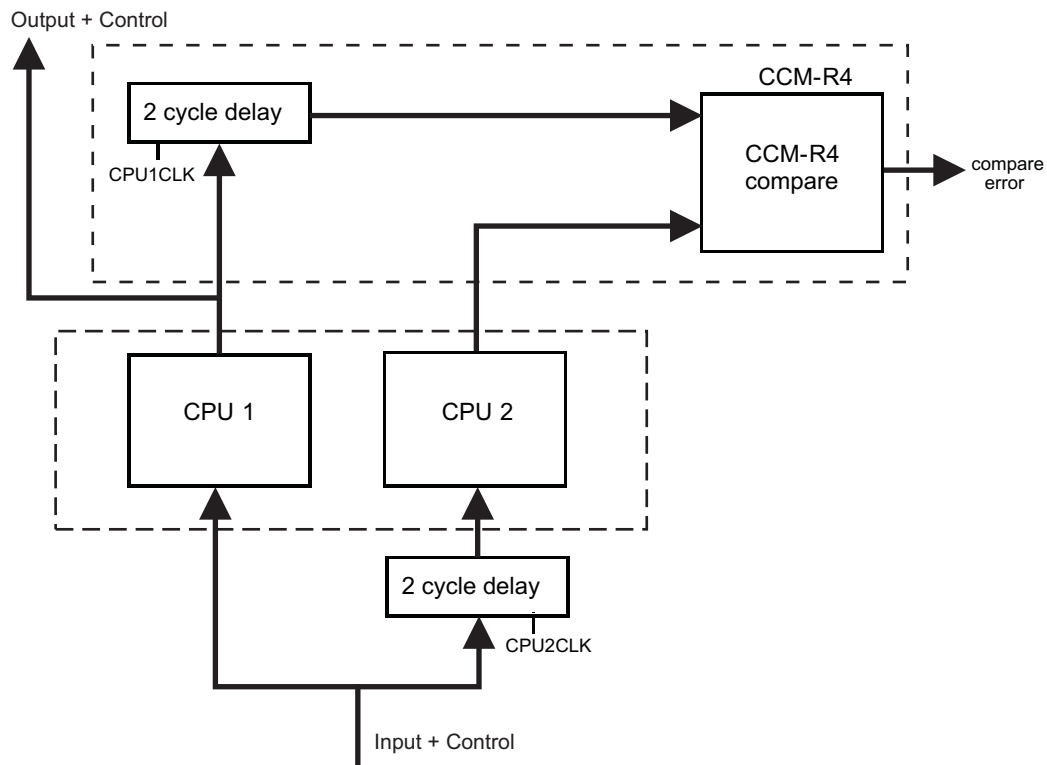 Output + Control
CCM-R4
2 cycle delay
CPU1CLK
CCM-R4
compare
compare
error
CPU 1
CPU 2
2 cycle delay
CPU2CLK
Input + Control